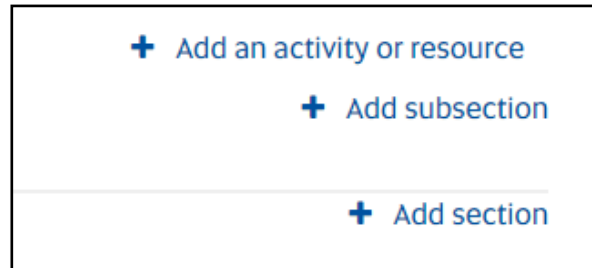 + Add an activity or resource
+ Add subsection
+ Add section